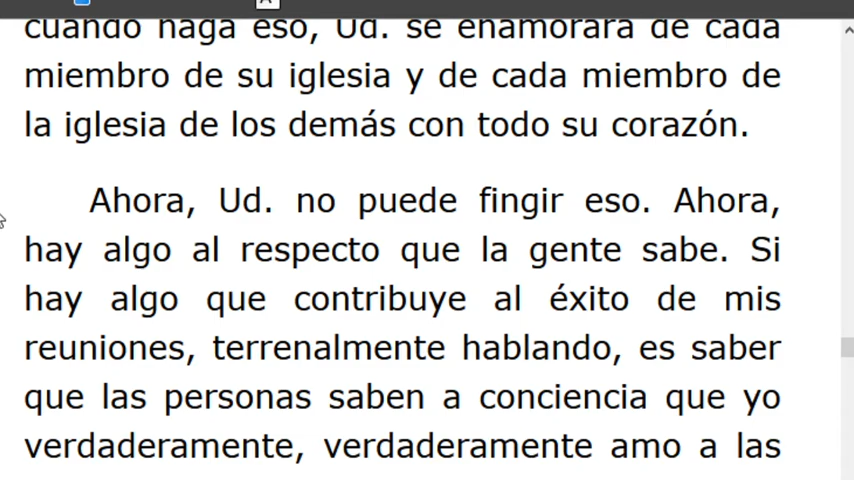 cuando haga eso, Ud. se enamorará de cada
miembro de su iglesia y de cada miembro de
la iglesia de los demás con todo su corazón.
Ahora, Ud. no puede fingir eso. Ahora,
hay algo al respecto que la gente sabe. Si
hay algo que contribuye al éxito de mis
reuniones, terrenalmente hablando, es saber
que las personas saben a conciencia que yo
verdaderamente, verdaderamente amo a las